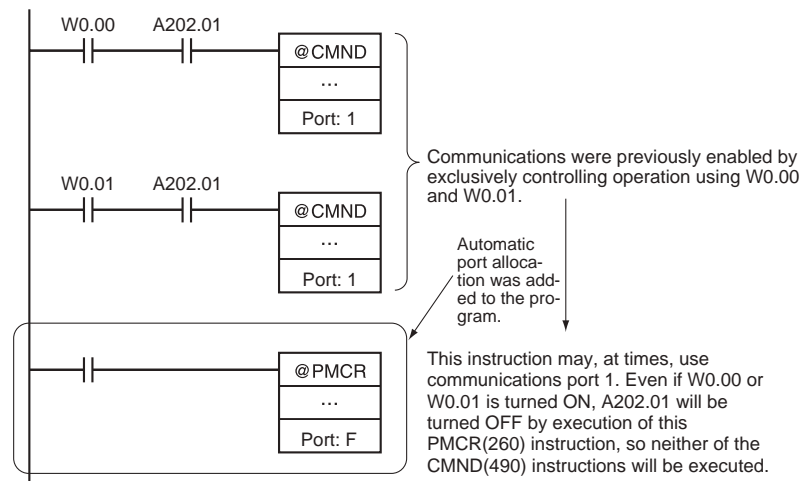 W0.00 A202.01
@CMND
...
Port: 1
W0.01 A202.01
@CMND
...
Port: 1
Communications were previously enabled by
exclusively controlling operation using W0.00
and W0.01.
Automatic
port alloca-
tion was add-
ed to the pro-
gram.
@PMCR
...
Port: F
This instruction may, at times, use
communications port 1. Even if W0.00 or
W0.01 is turned ON, A202.01 will be
turned OFF by execution of this
PMCR(260) instruction, so neither of the
CMND(490) instructions will be executed.